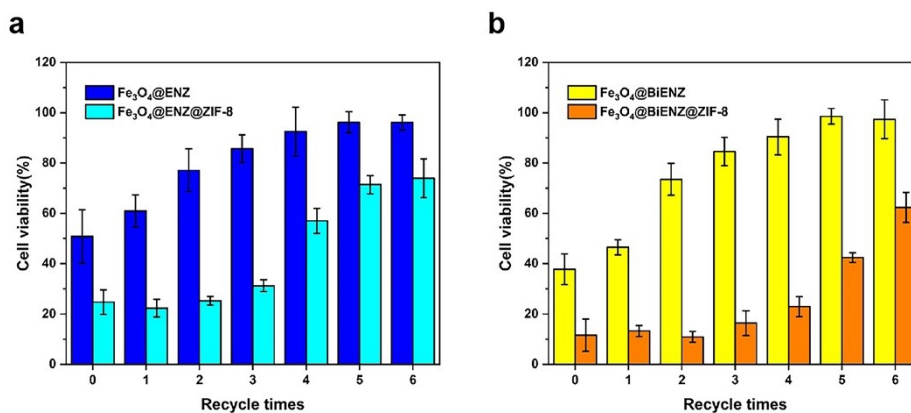 a
Fe₃O₄@ENZ
Fe₃O₄@ENZ@ZIF-8
Cell viability(%)
120
100
80
60
40
20
0
0 1 2 3 4 5 6
Recycle times
b
Fe₃O₄@BiENZ
Fe₃O₄@BiENZ@ZIF-8
Cell viability(%)
120
100
80
60
40
20
0
0 1 2 3 4 5 6
Recycle times